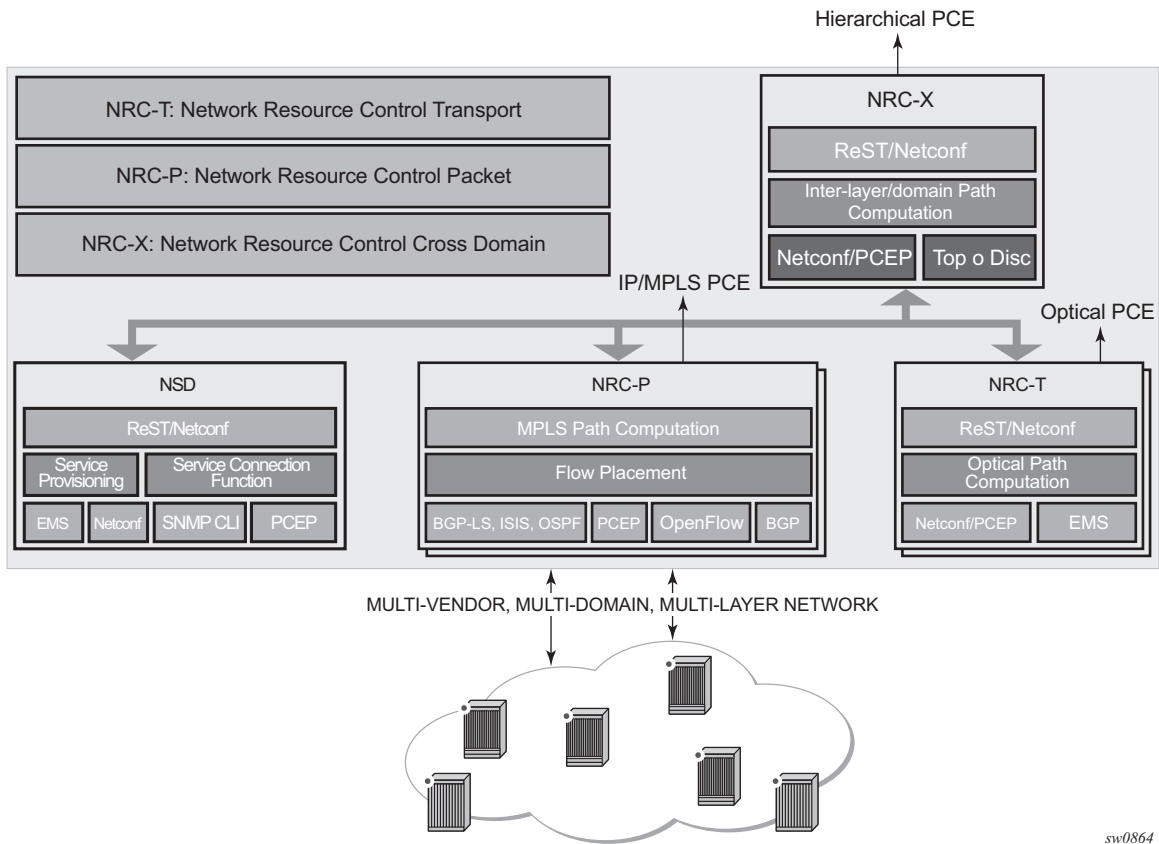 Hierarchical PCE
NRC-T: Network Resource Control Transport
NRC-P: Network Resource Control Packet
NRC-X: Network Resource Control Cross Domain
NRC-X
ReST/Netconf
Inter-layer/domain Path
Computation
Netconf/PCEP
Top o Disc
IP/MPLS PCE
Optical PCE
NSD
ReST/Netconf
Service
Provisioning
Service Connection
Function
EMS
Netconf
SNMP CLI
PCEP
NRC-P
MPLS Path Computation
Flow Placement
BGP-LS, ISIS, OSPF
PCEP
OpenFlow
BGP
NRC-T
ReST/Netconf
Optical Path
Computation
Netconf/PCEP
EMS
MULTI-VENDOR, MULTI-DOMAIN, MULTI-LAYER NETWORK
sw0864